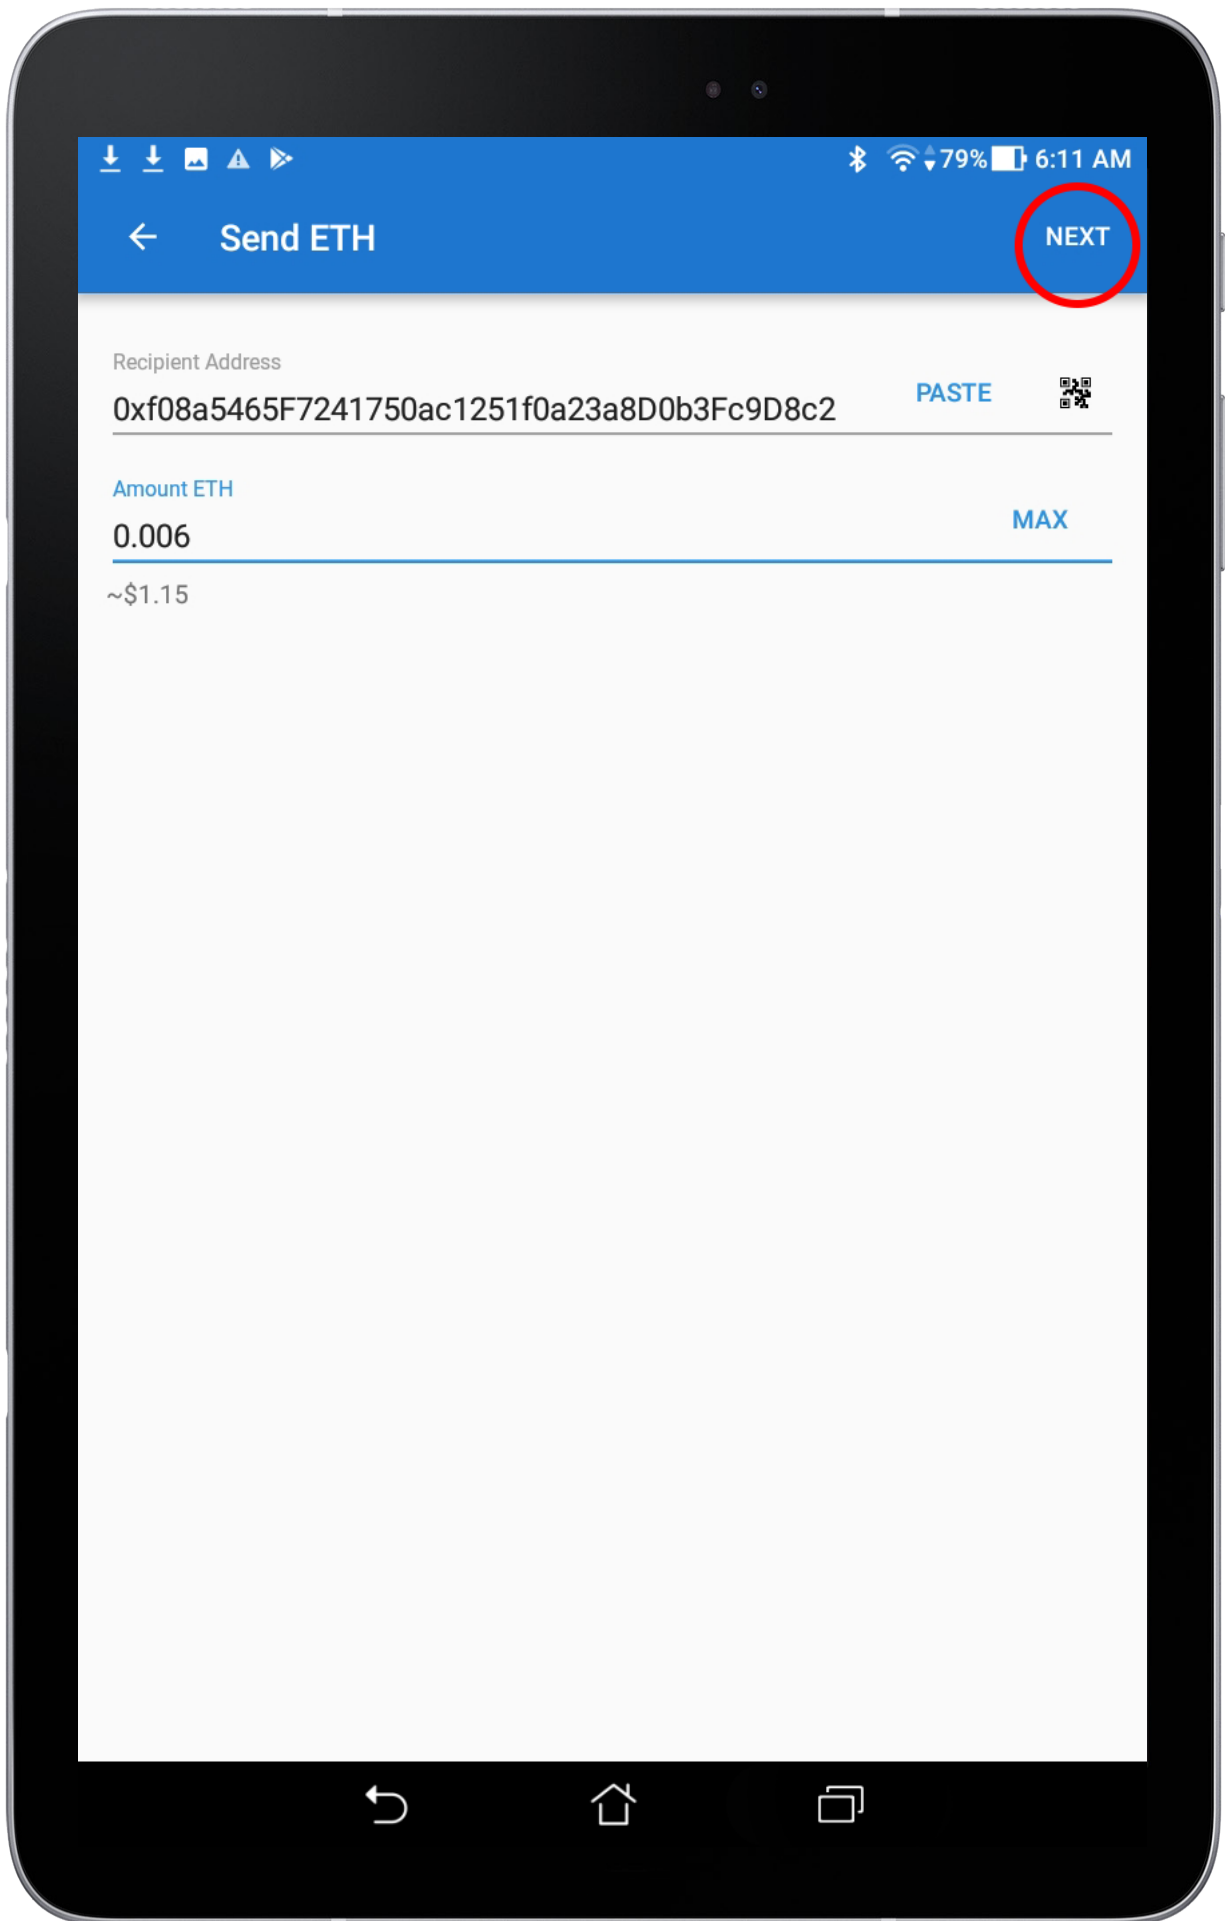 79% 6:11 AM
Send ETH
NEXT
Recipient Address
0xf08a5465F7241750ac1251f0a23a8D0b3Fc9D8c2
PASTE
Amount ETH
0.006
MAX
~$1.15